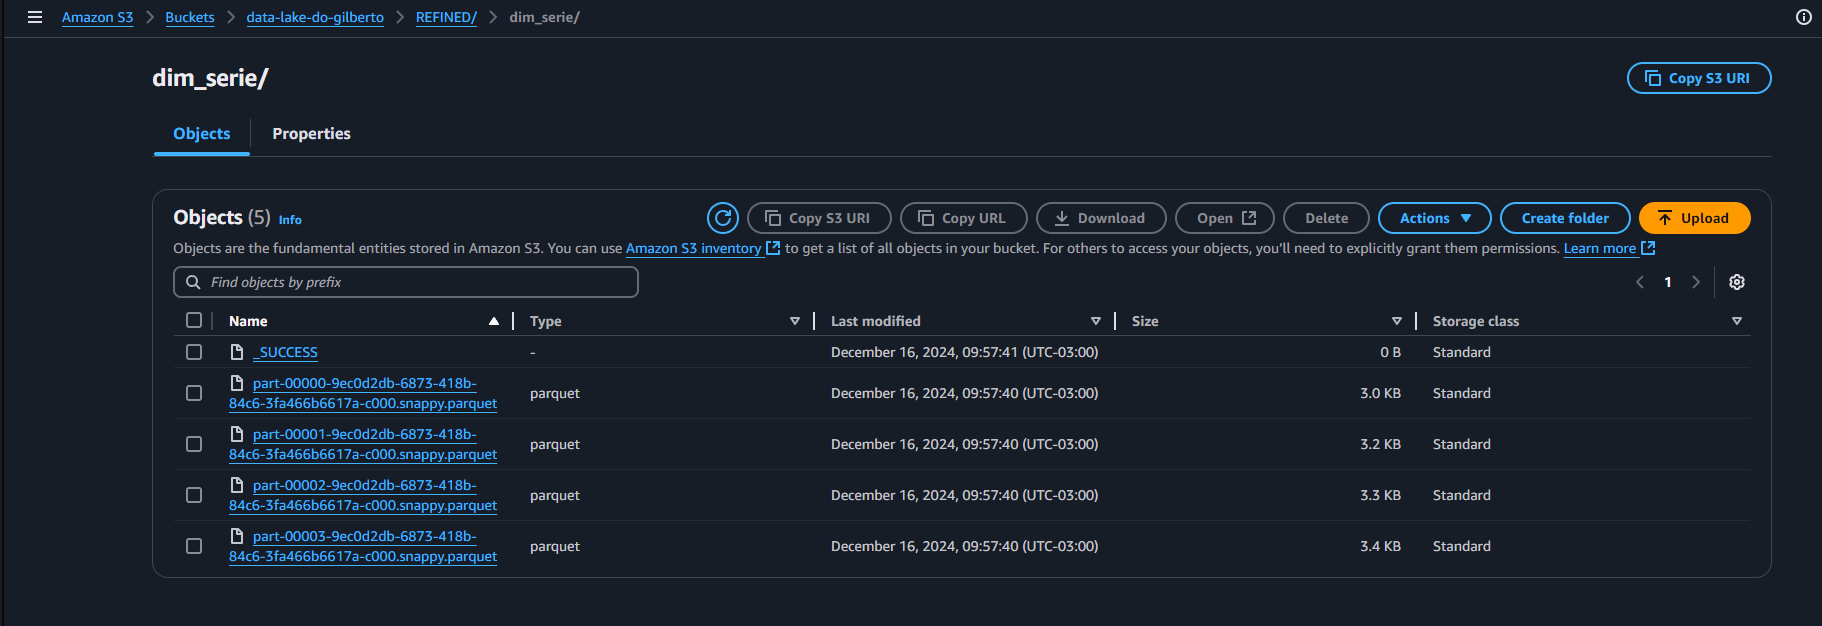 Amazon S3 Buckets data-lake-do-gilberto REFINED/ dim_serie/
dim_serie/
Copy S3 URI
Objects Properties
Objects (5) Info
Copy S3 URI Copy URL Download Open Delete Actions Create folder Upload
Objects are the fundamental entities stored in Amazon S3. You can use Amazon S3 inventory to get a list of all objects in your bucket. For others to access your objects, you'll need to explicitly grant them permissions. Learn more
Find objects by prefix
1
Name Type Last modified Size Storage class
_SUCCESS - December 16, 2024, 09:57:41 (UTC-03:00) 0 B Standard
part-00000-9ec0d2db-6873-418b-
84c6-3fa466b6617a-c000.snappy.parquet
parquet December 16, 2024, 09:57:40 (UTC-03:00) 3.0 KB Standard
part-00001-9ec0d2db-6873-418b-
84c6-3fa466b6617a-c000.snappy.parquet
parquet December 16, 2024, 09:57:40 (UTC-03:00) 3.2 KB Standard
part-00002-9ec0d2db-6873-418b-
84c6-3fa466b6617a-c000.snappy.parquet
parquet December 16, 2024, 09:57:40 (UTC-03:00) 3.3 KB Standard
part-00003-9ec0d2db-6873-418b-
84c6-3fa466b6617a-c000.snappy.parquet
parquet December 16, 2024, 09:57:40 (UTC-03:00) 3.4 KB Standard